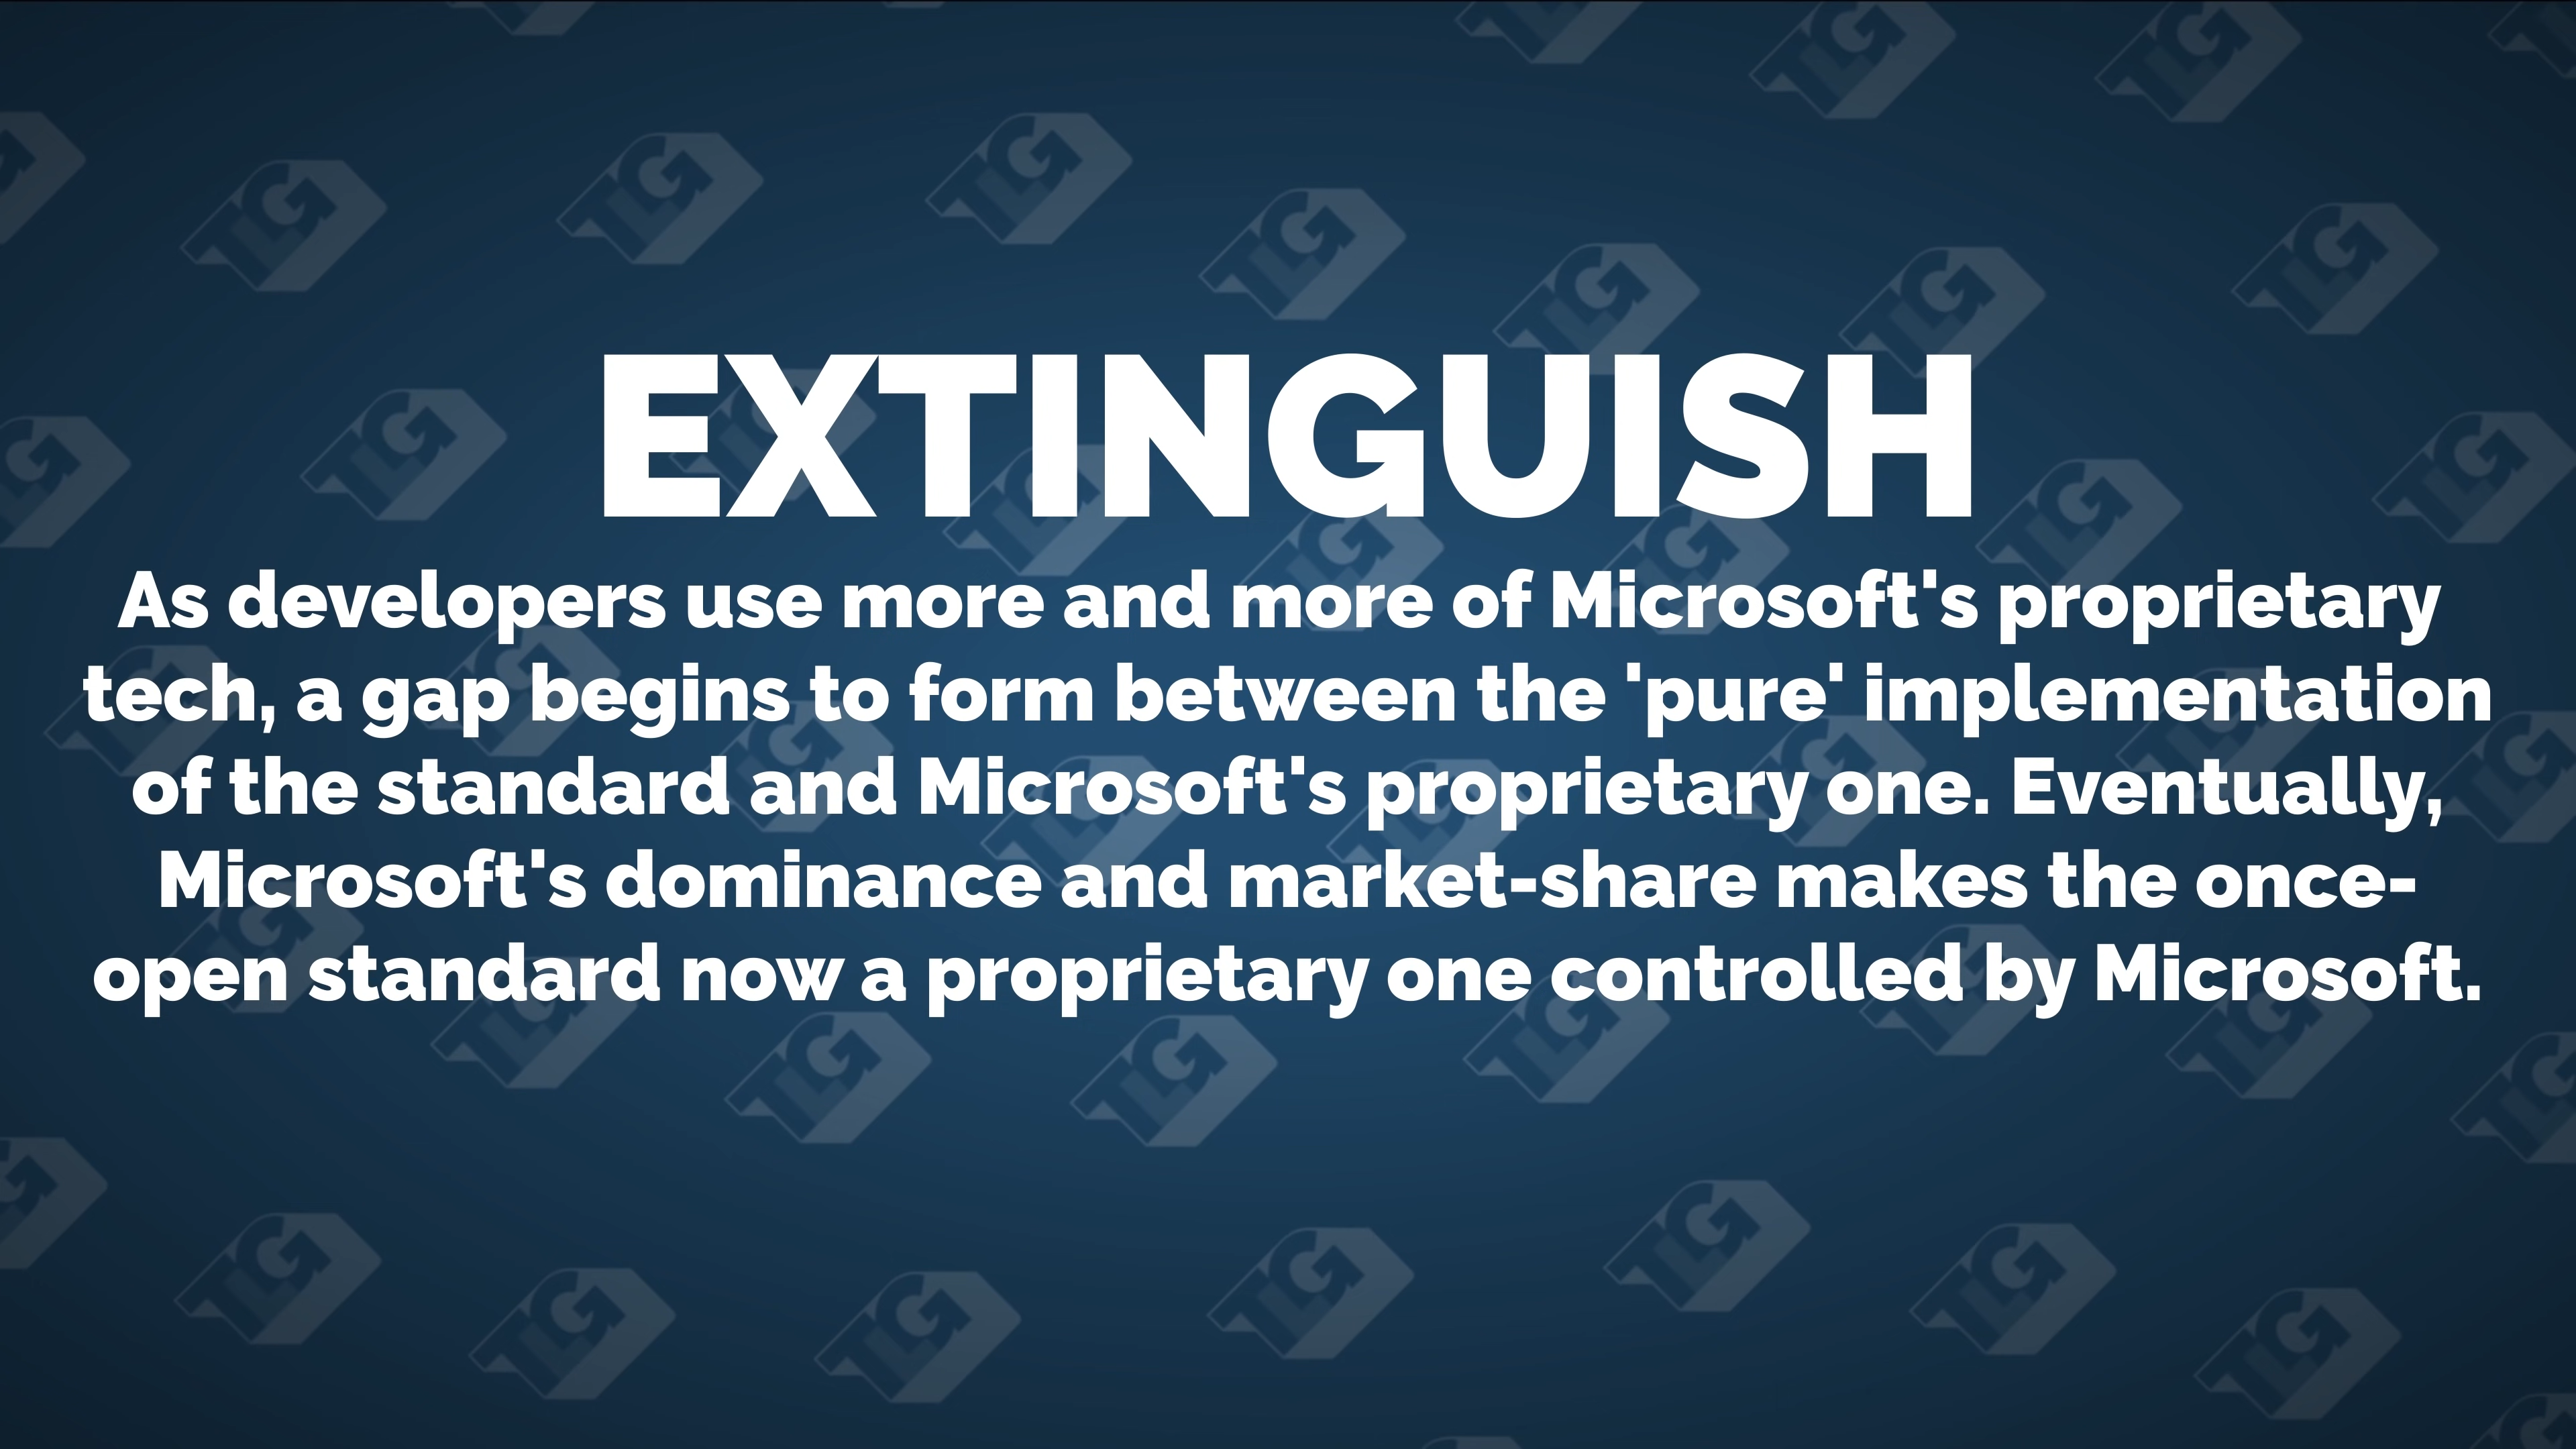 EXTINGUISH
As developers use more and more of Microsoft's proprietary
tech, a gap begins to form between the 'pure' implementation
of the standard and Microsoft's proprietary one. Eventually,
Microsoft's dominance and market-share makes the once-
open standard now a proprietary one controlled by Microsoft.